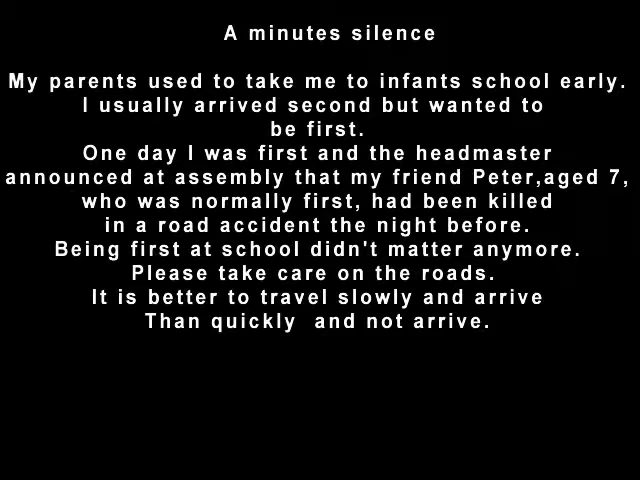 A minutes silence
My parents used to take me to infants school early.
I usually arrived second but wanted to
be first.
One day I was first and the headmaster
announced at assembly that my friend Peter,aged 7,
who was normally first, had been killed
in a road accident the night before.
Being first at school didn't matter anymore.
Please take care on the roads.
It is better to travel slowly and arrive
Than quickly  and not arrive.